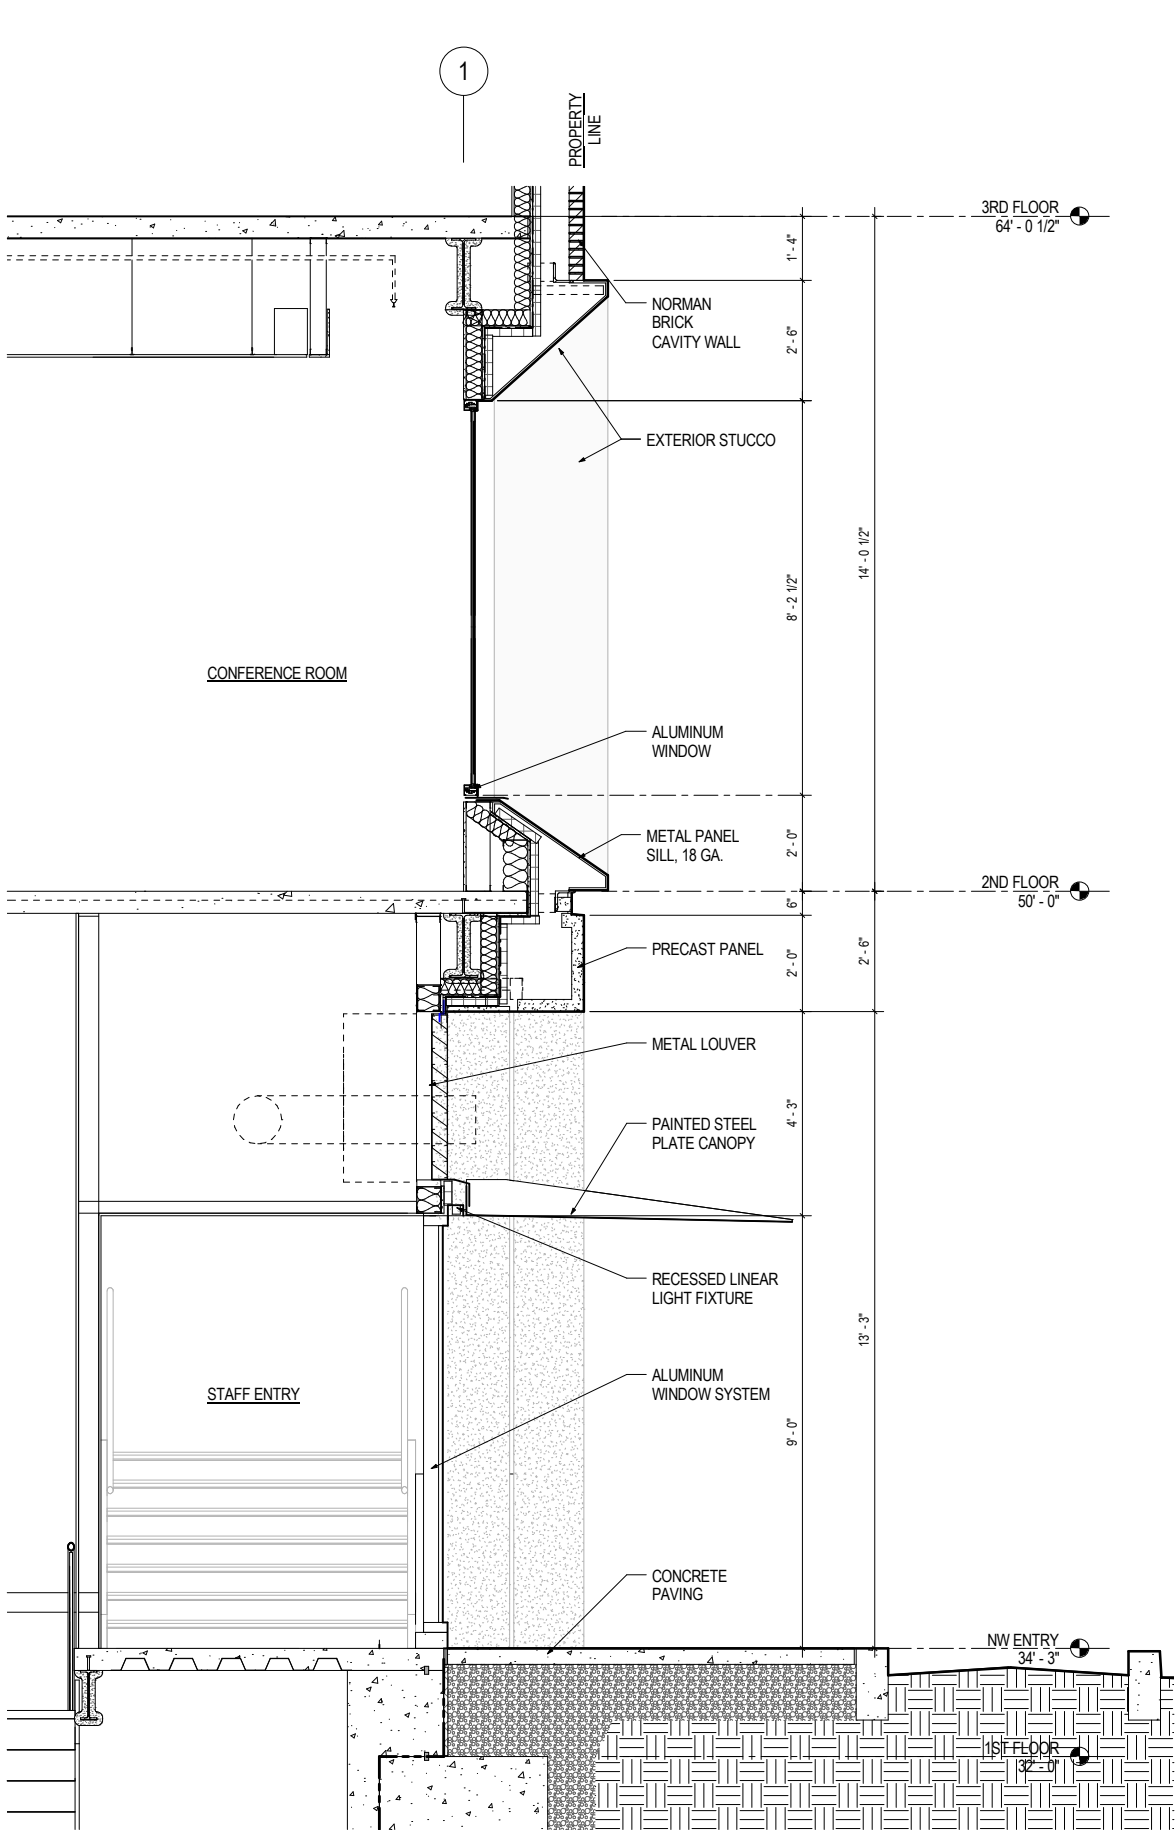 1
PROPERTY
LINE
3RD FLOOR
64' - 0 1/2"
1' - 4"
NORMAN
BRICK
CAVITY WALL
2' - 6"
EXTERIOR STUCCO
14' - 0 1/2"
8' - 2 1/2"
CONFERENCE ROOM
ALUMINUM
WINDOW
METAL PANEL
SILL, 18 GA.
2' - 0"
2ND FLOOR
50' - 0"
6"
PRECAST PANEL
2' - 0"
2' - 6"
METAL LOUVER
PAINTED STEEL
PLATE CANOPY
4' - 3"
RECESSED LINEAR
LIGHT FIXTURE
13' - 3"
STAFF ENTRY
ALUMINUM
WINDOW SYSTEM
9' - 0"
CONCRETE
PAVING
NW ENTRY
34' - 3"
1ST FLOOR
32' - 0"